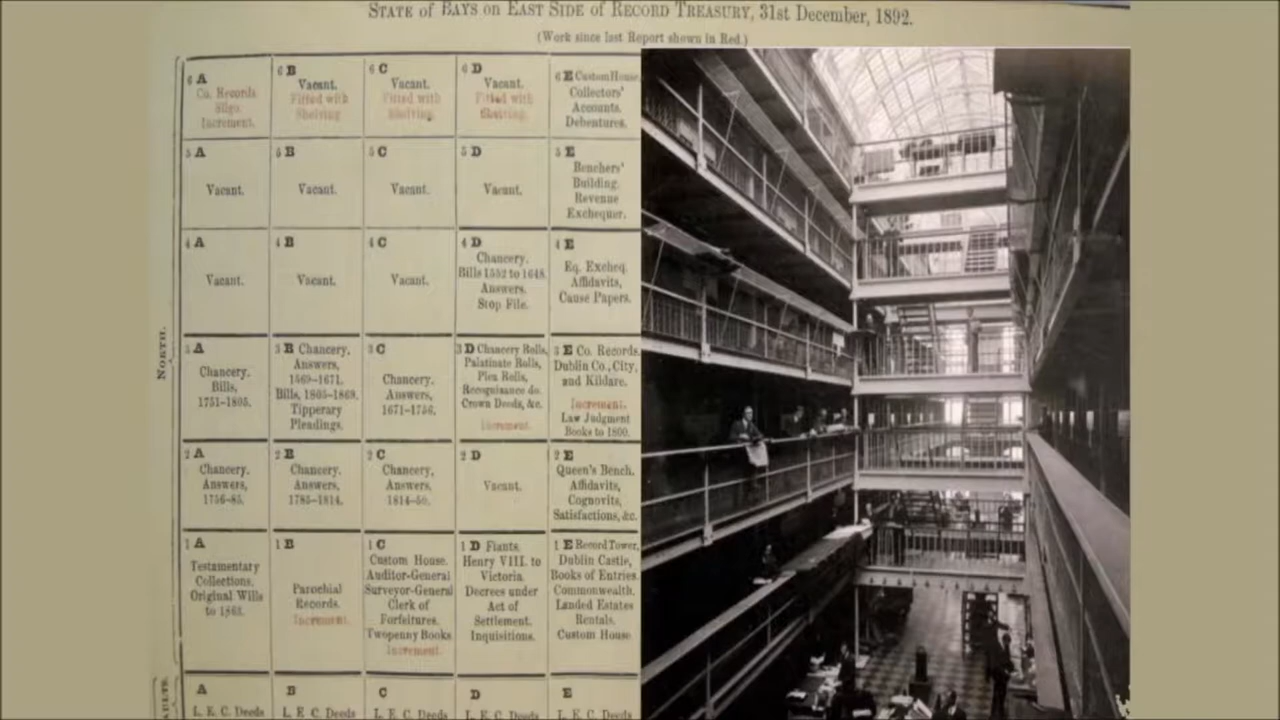 STATE OF BAYS ON EAST SIDE OF RECORD TREASURY, 31st December, 1892.
(Work since last Report shown in Red.)
6 A
Co. Records
Sligo.
Increment.
6 B
Vacant.
Fitted with
Shelving
6 C
Vacant.
Fitted with
Shelving.
6 D
Vacant.
Fitted with
Shelving.
6 E Custom House.
Collectors'
Accounts.
Debentures.
5 A
Vacant.
5 B
Vacant.
5 C
Vacant.
5 D
Vacant.
5 E
Benchers'
Building.
Revenue
Exchequer.
4 A
Vacant.
4 B
Vacant.
4 C
Vacant.
4 D
Chancery.
Bills 1552 to 1648.
Answers.
Stop File.
4 E
Eq. Excheq.
Affidavits,
Cause Papers.
NORTH.
3 A
Chancery.
Bills,
1751–1805.
3 B Chancery.
Answers,
1569–1671.
Bills, 1805–1869.
Tipperary
Pleadings.
3 C
Chancery.
Answers,
1671–1756.
3 D Chancery Rolls,
Palatinate Rolls,
Plea Rolls,
Recognisance do.
Crown Deeds, &c.
Increment.
3 E Co. Records.
Dublin Co., City,
and Kildare.
Increment.
Law Judgment
Books to 1800.
2 A
Chancery.
Answers,
1756–85.
2 B
Chancery.
Answers,
1785–1814.
2 C
Chancery,
Answers,
1814–50.
2 D
Vacant.
2 E
Queen's Bench.
Affidavits,
Cognovits,
Satisfactions, &c.
1 A
Testamentary
Collections.
Original Wills
to 1863.
1 B
Parochial
Records.
Increment.
1 C
Custom House.
Auditor-General
Surveyor-General
Clerk of
Forfeitures.
Twopenny Books
Increment.
1 D Fiants.
Henry VIII. to
Victoria.
Decrees under
Act of
Settlement.
Inquisitions.
1 E Record Tower,
Dublin Castle,
Books of Entries.
Commonwealth.
Landed Estates
Rentals.
Custom House
A
L. E. C. Deeds
B
L. E. C. Deeds
C
L. E. C. Deeds
D
L. E. C. Deeds
E
L. E. C. Deeds